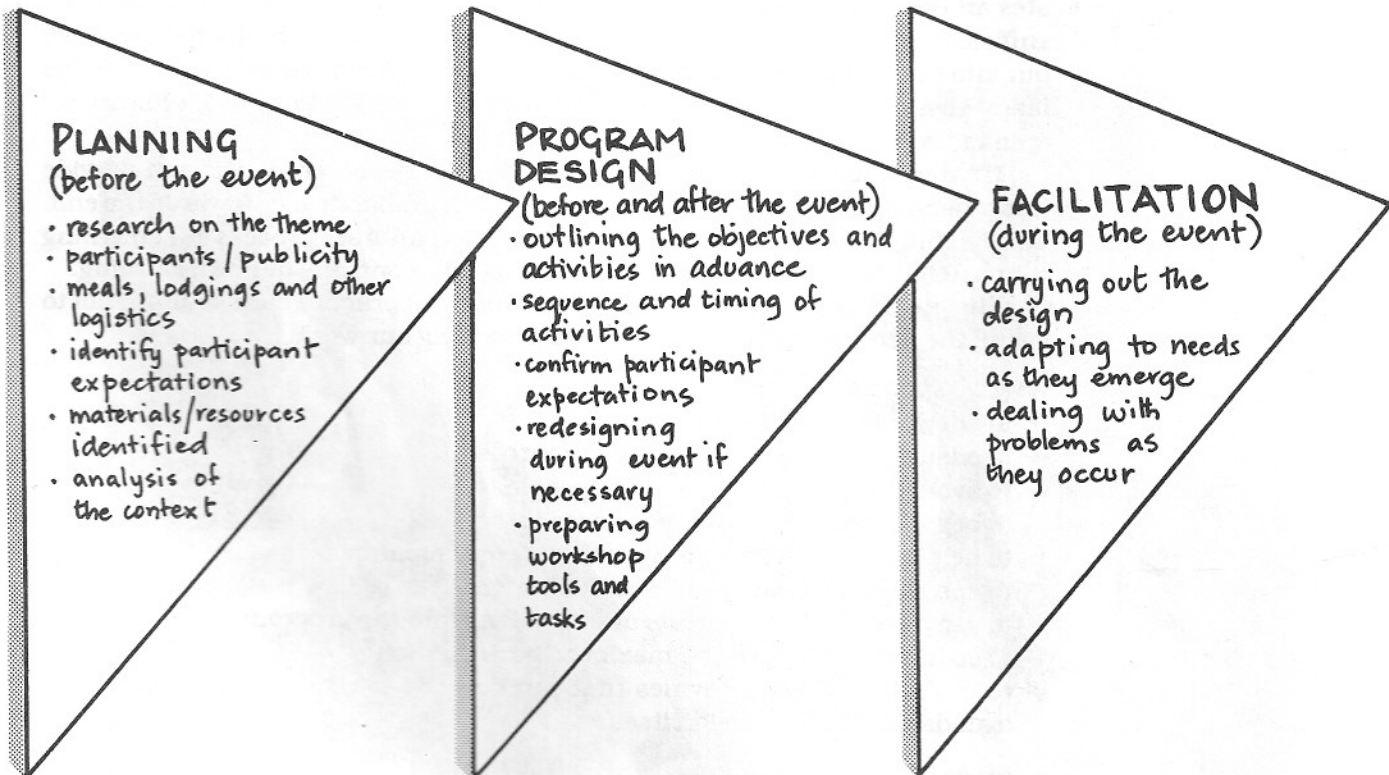 PLANNING
(before the event)
· research on the theme
· participants / publicity
· meals, lodgings and other
logistics
· identify participant
expectations
· materials/resources
identified
· analysis of
the context
PROGRAM
DESIGN
(before and after the event)
· outlining the objectives and
activities in advance
· sequence and timing of
activities
· confirm participant
expectations
· redesigning
during event if
necessary
· preparing
workshop
tools and
tasks
FACILITATION
(during the event)
· carrying out the
design
· adapting to needs
as they emerge
· dealing with
problems as
they occur